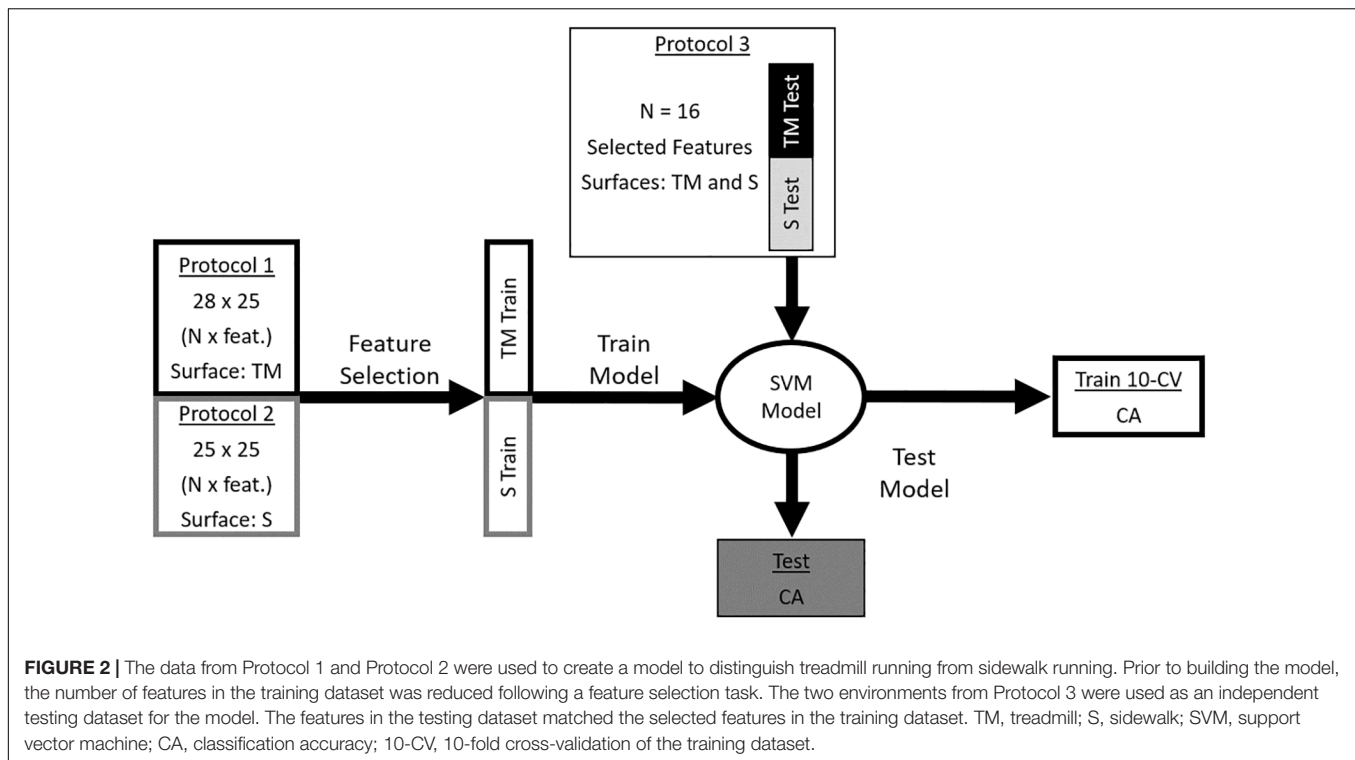 Protocol 3
N = 16
Selected Features
Surfaces: TM and S
TM Test
S Test
Protocol 1
28 x 25
(N x feat.)
Surface: TM
Protocol 2
25 x 25
(N x feat.)
Surface: S
Feature
Selection
TM Train
S Train
Train
Model
SVM
Model
Test
Model
Train 10-CV
CA
Test
CA
FIGURE 2 | The data from Protocol 1 and Protocol 2 were used to create a model to distinguish treadmill running from sidewalk running. Prior to building the model,
the number of features in the training dataset was reduced following a feature selection task. The two environments from Protocol 3 were used as an independent
testing dataset for the model. The features in the testing dataset matched the selected features in the training dataset. TM, treadmill; S, sidewalk; SVM, support
vector machine; CA, classification accuracy; 10-CV, 10-fold cross-validation of the training dataset.